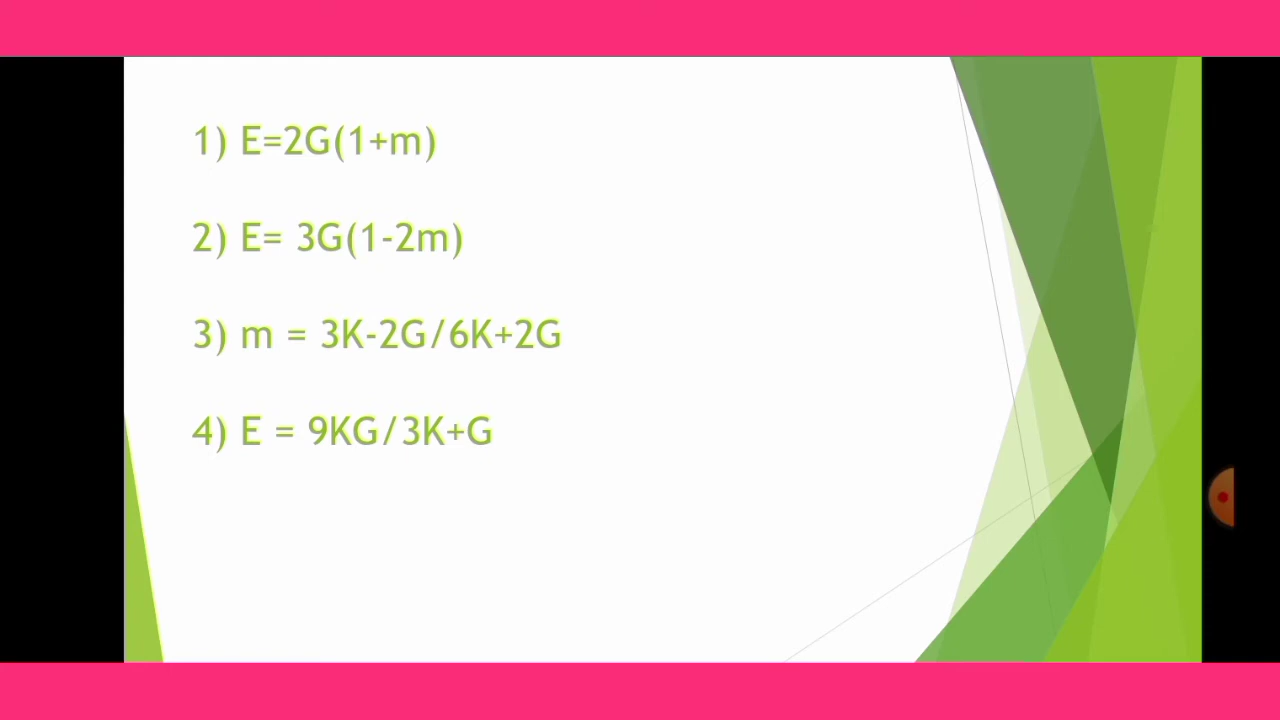 1) E=2G(1+m)
2) E= 3G(1-2m)
3) m = 3K-2G/6K+2G
4) E = 9KG/3K+G